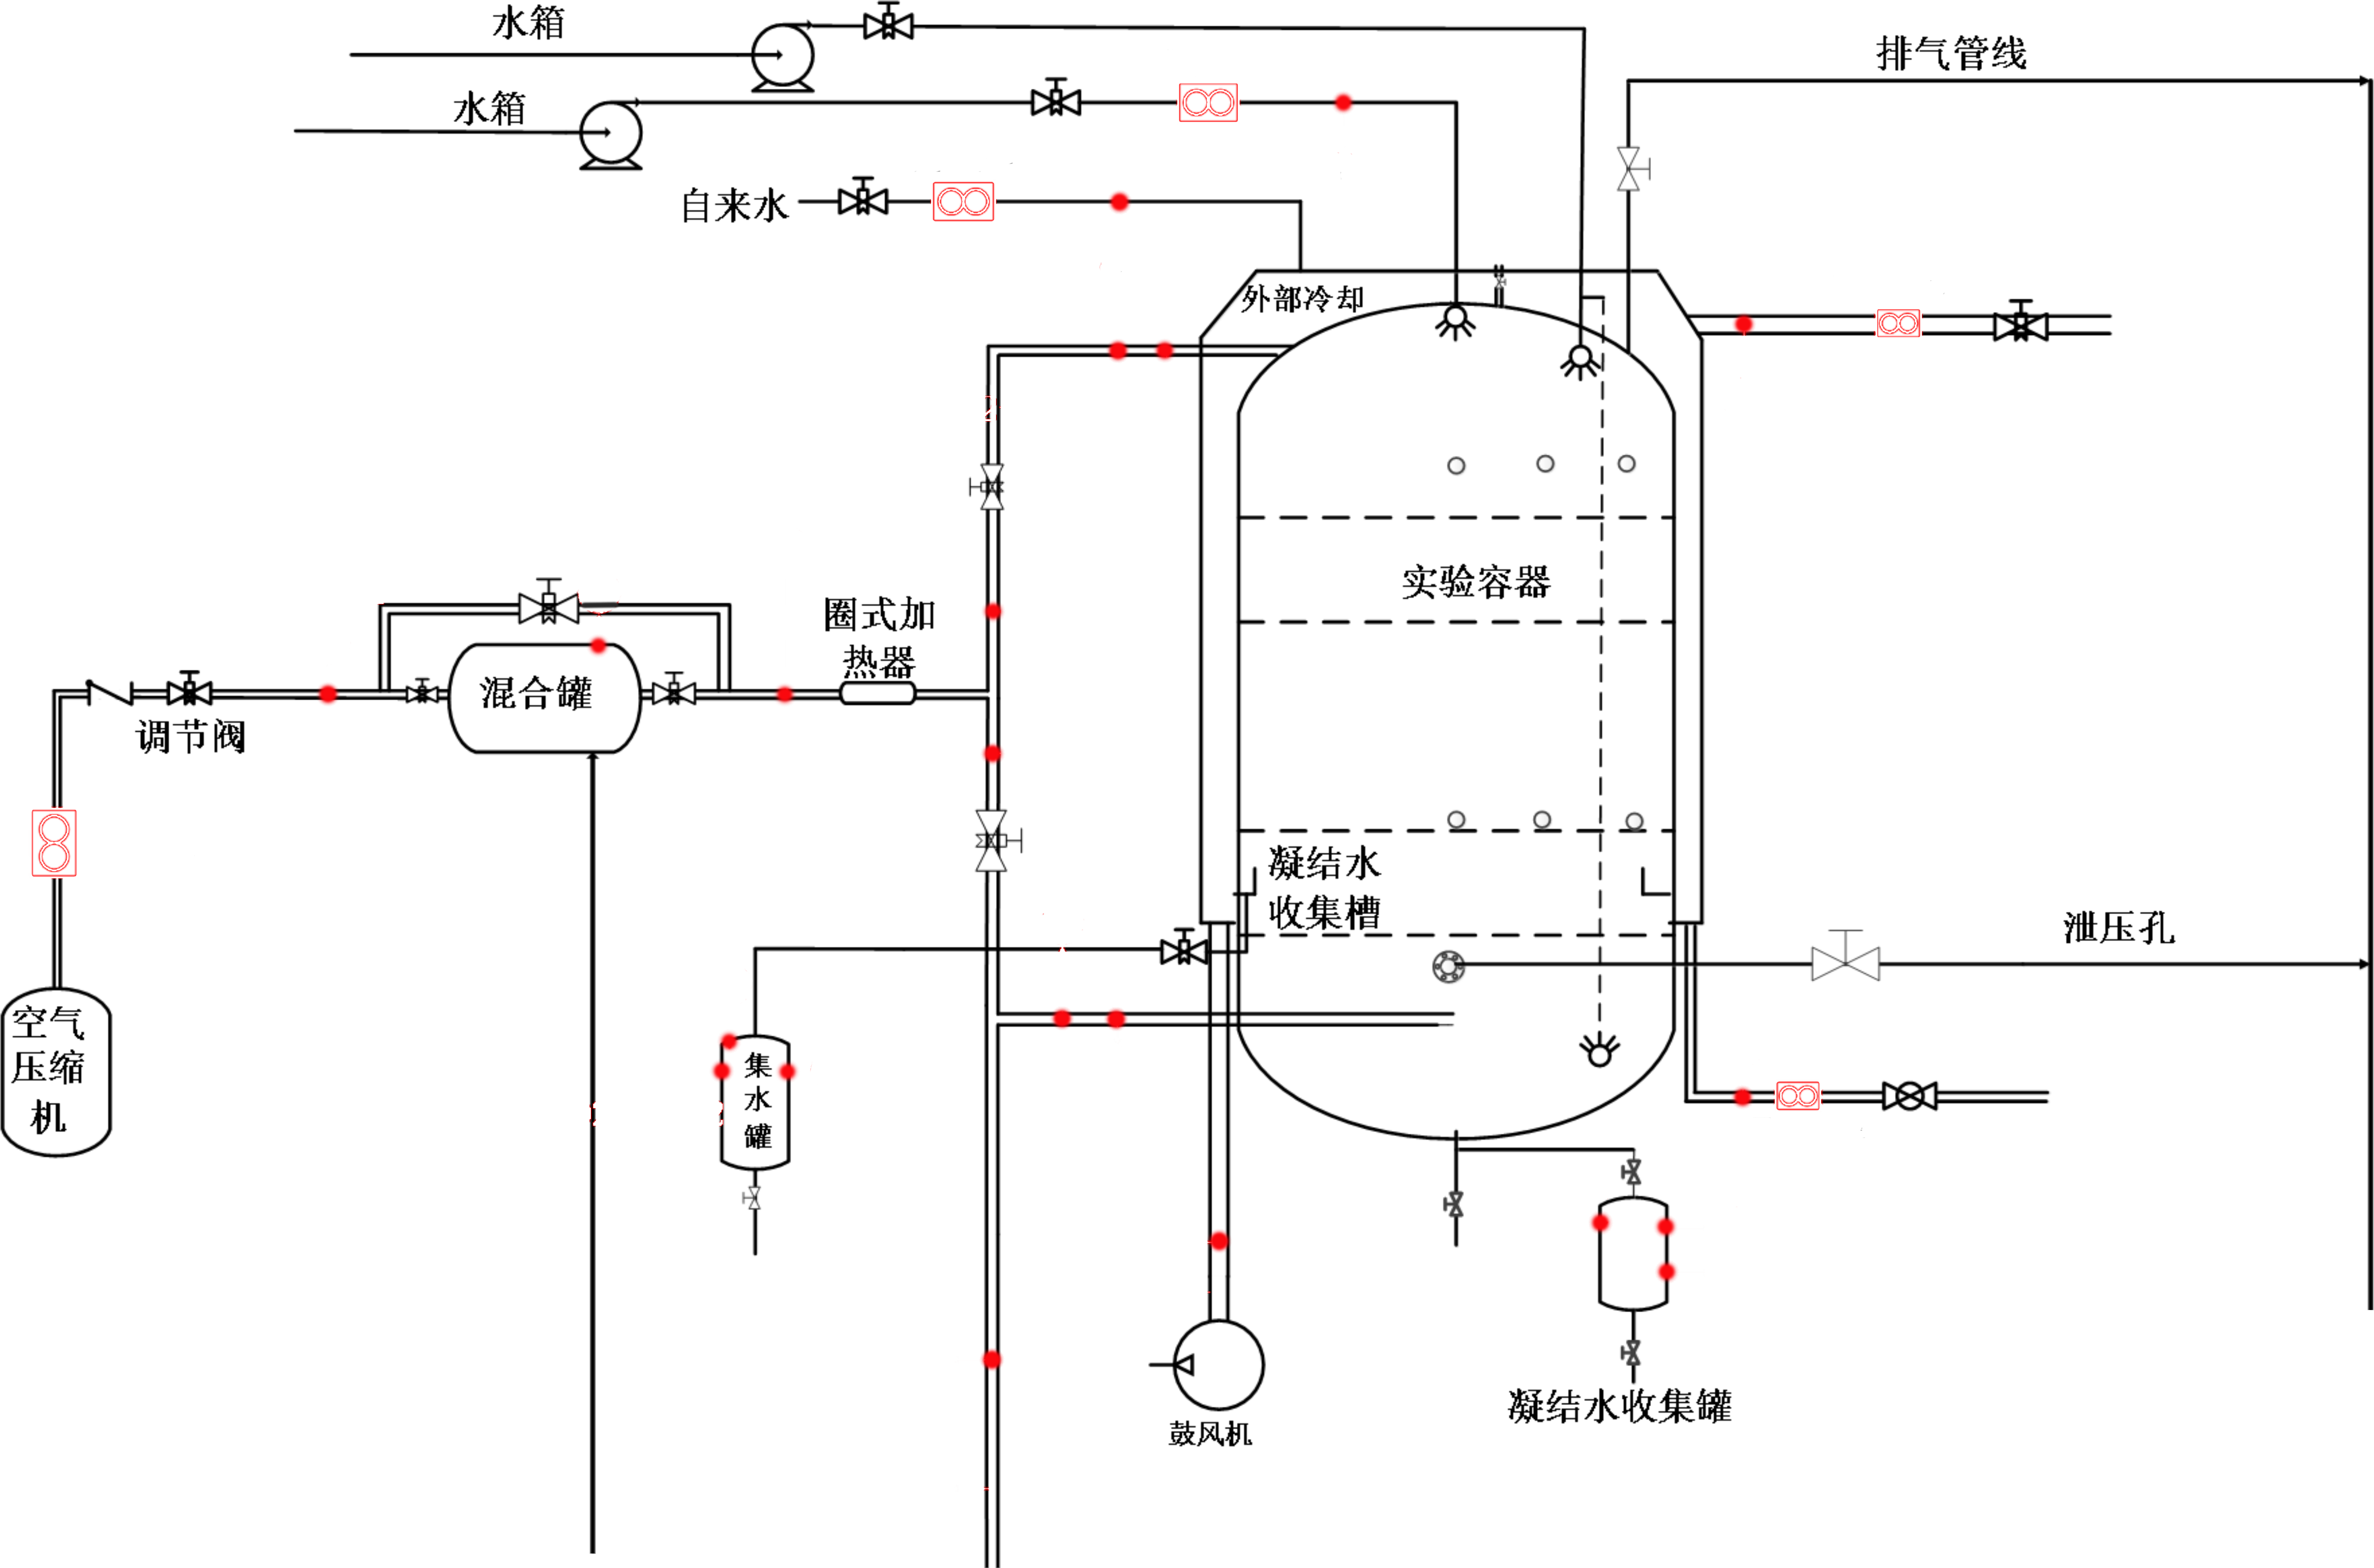 水箱
水箱
排气管线
自来水
外部冷却
实验容器
圈式加
热器
混合罐
调节阀
凝结水
收集槽
泄压孔
空气
压缩
机
集
水
罐
凝结水收集罐
鼓风机